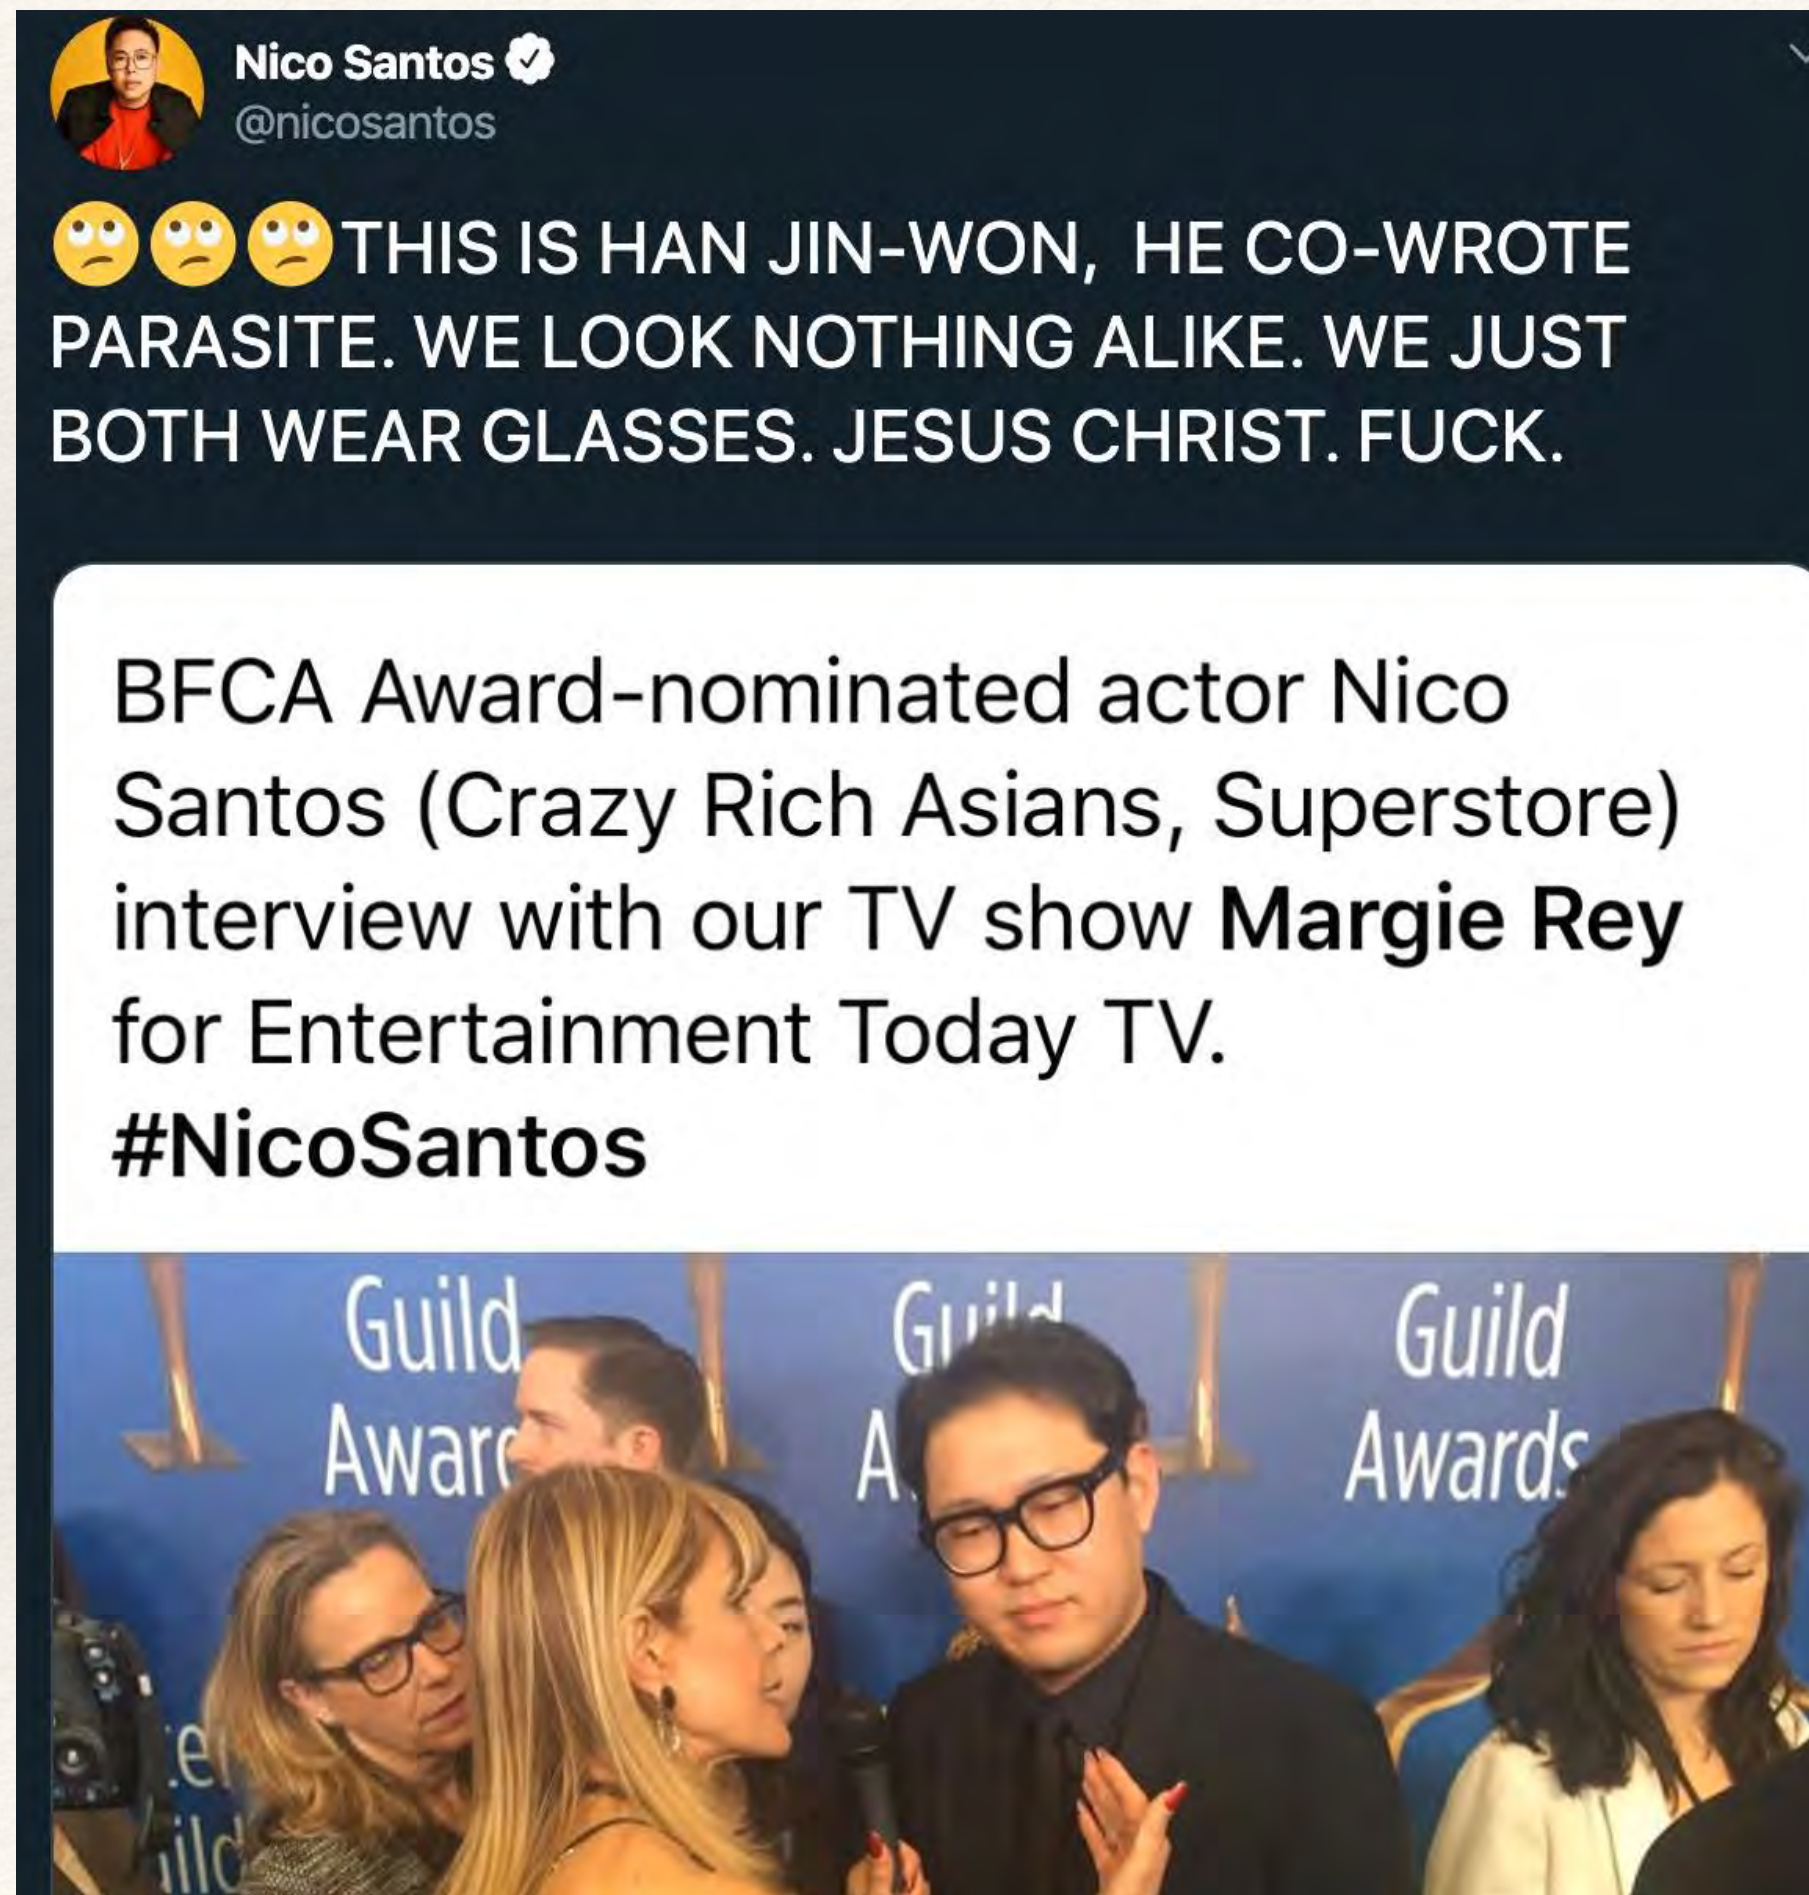 Nico Santos
@nicosantos
🙄🙄🙄THIS IS HAN JIN-WON, HE CO-WROTE
PARASITE. WE LOOK NOTHING ALIKE. WE JUST
BOTH WEAR GLASSES. JESUS CHRIST. FUCK.
BFCA Award-nominated actor Nico
Santos (Crazy Rich Asians, Superstore)
interview with our TV show Margie Rey
for Entertainment Today TV.
#NicoSantos
Guild Guild Guild
Awards